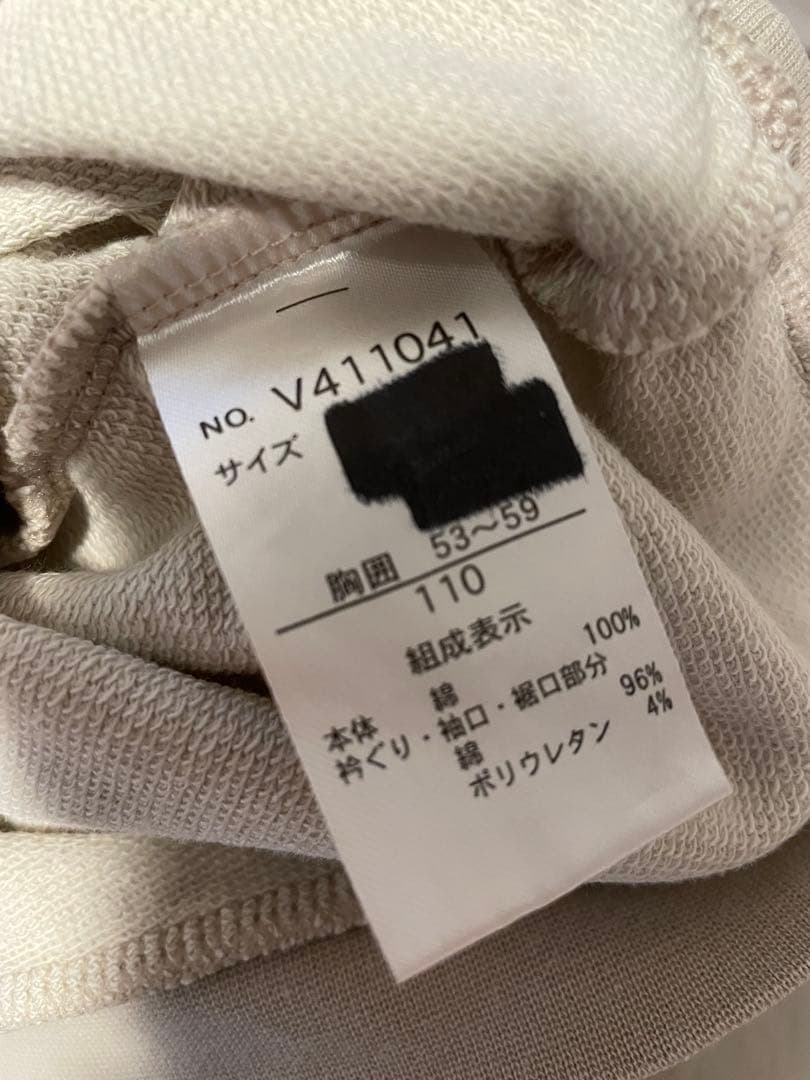 NO. V411041
サイズ
胸囲 53〜59
110
組成表示
本体 綿 100%
衿ぐり・袖口・裾口部分
綿 96%
ポリウレタン 4%